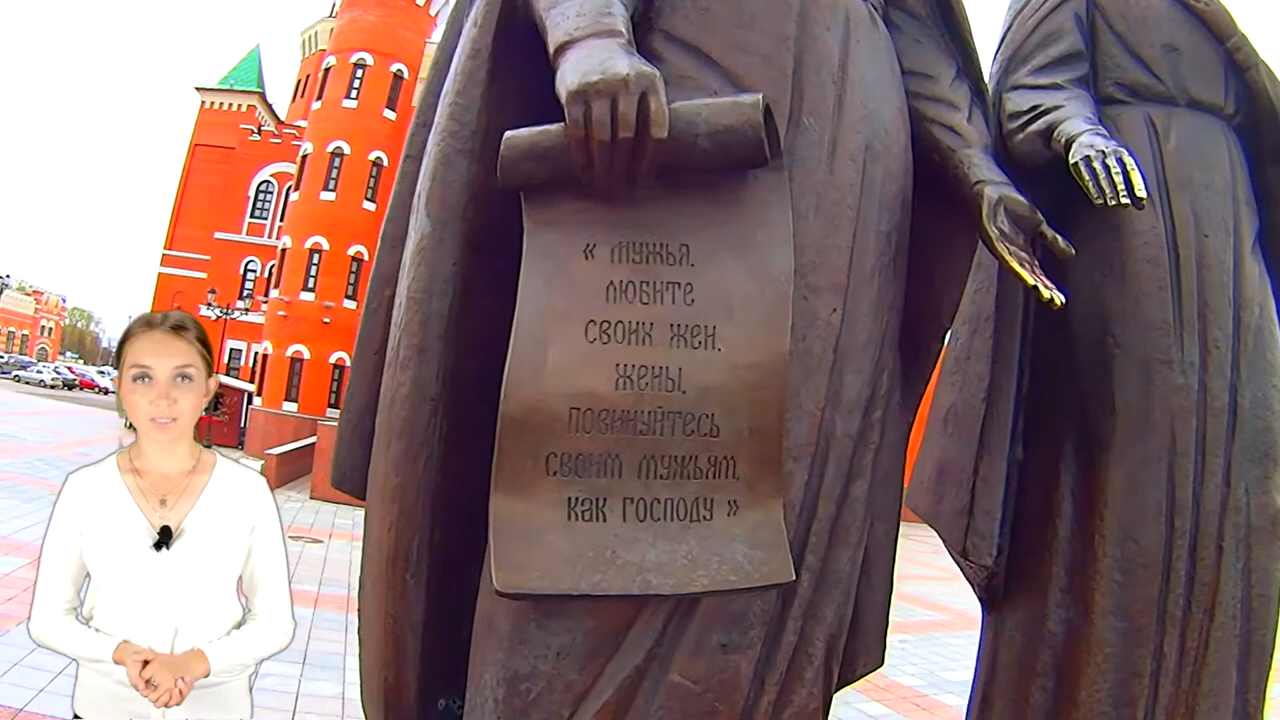 « Мужья,
любите
своих жен.
Жены,
повинуйтесь
своим мужьям,
как Господу »